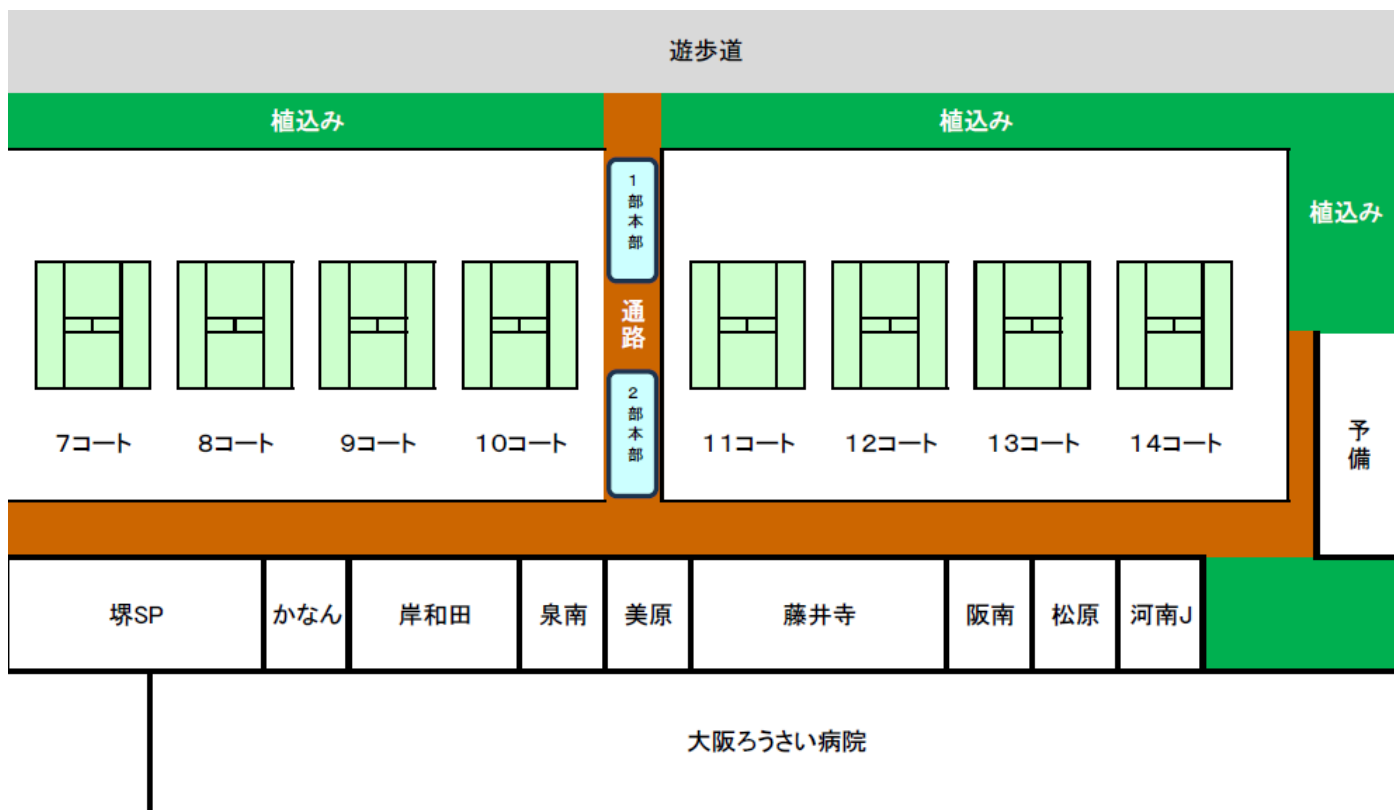 遊歩道
植込み
植込み
植込み
1部本部
通路
2部本部
7コート
8コート
9コート
10コート
11コート
12コート
13コート
14コート
予備
堺SP
かなん
岸和田
泉南
美原
藤井寺
阪南
松原
河南J
大阪ろうさい病院